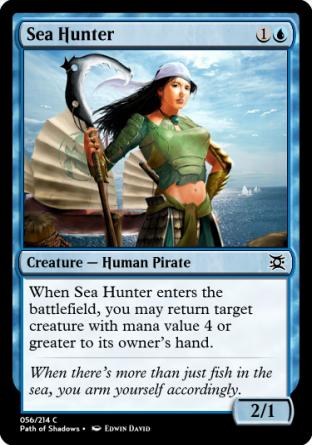 Sea Hunter 1
Creature — Human Pirate
When Sea Hunter enters the
battlefield, you may return target
creature with mana value 4 or
greater to its owner's hand.
When there's more than just fish in the
sea, you arm yourself accordingly.
2/1
056/214 C
Path of Shadows • Edwin David